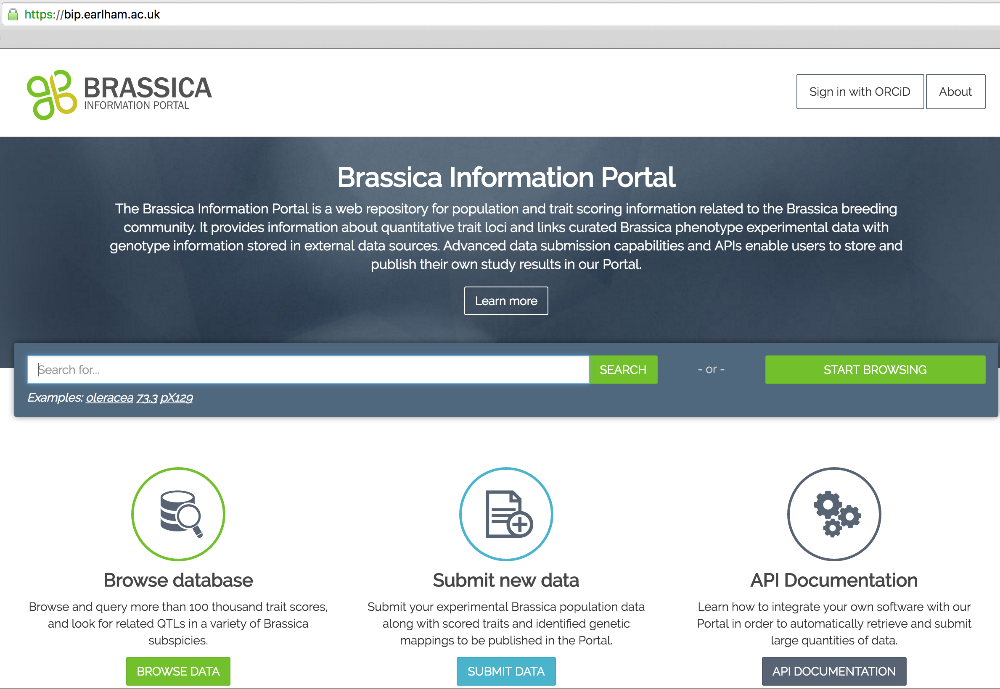 https://bip.earlham.ac.uk
BRASSICA
INFORMATION PORTAL
Sign in with ORCiD
About
Brassica Information Portal
The Brassica Information Portal is a web repository for population and trait scoring information related to the Brassica breeding
community. It provides information about quantitative trait loci and links curated Brassica phenotype experimental data with
genotype information stored in external data sources. Advanced data submission capabilities and APIs enable users to store and
publish their own study results in our Portal.
Learn more
Search for...
SEARCH
- or -
START BROWSING
Examples: oleracea 73.3 pX129
Browse database
Browse and query more than 100 thousand trait scores,
and look for related QTLs in a variety of Brassica
subspicies.
BROWSE DATA
Submit new data
Submit your experimental Brassica population data
along with scored traits and identified genetic
mappings to be published in the Portal.
SUBMIT DATA
API Documentation
Learn how to integrate your own software with our
Portal in order to automatically retrieve and submit
large quantities of data.
API DOCUMENTATION